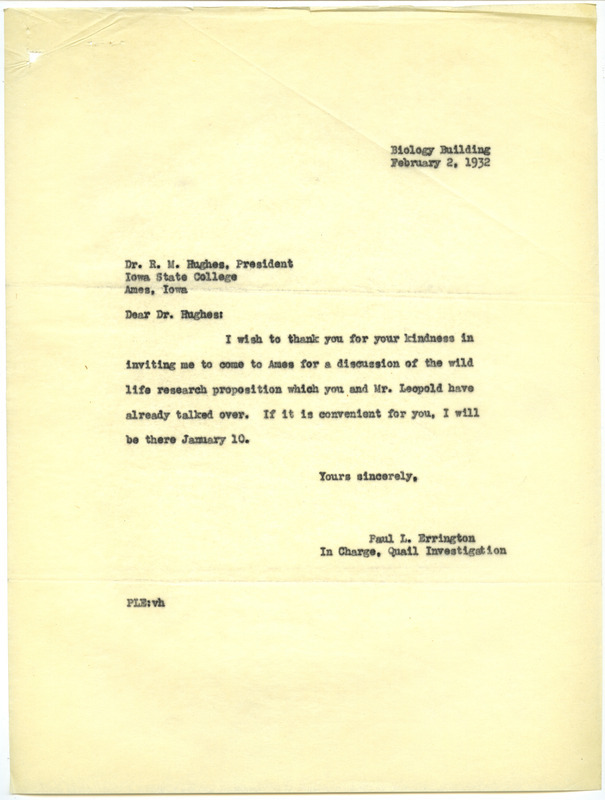 Biology Building
February 2, 1932
Dr. R. M. Hughes, President
Iowa State College
Ames, Iowa
Dear Dr. Hughes:
I wish to thank you for your kindness in
inviting me to come to Ames for a discussion of the wild
life research proposition which you and Mr. Leopold have
already talked over. If it is convenient for you, I will
be there January 10.
Yours sincerely,
Paul L. Errington
In Charge, Quail Investigation
PLE:vh